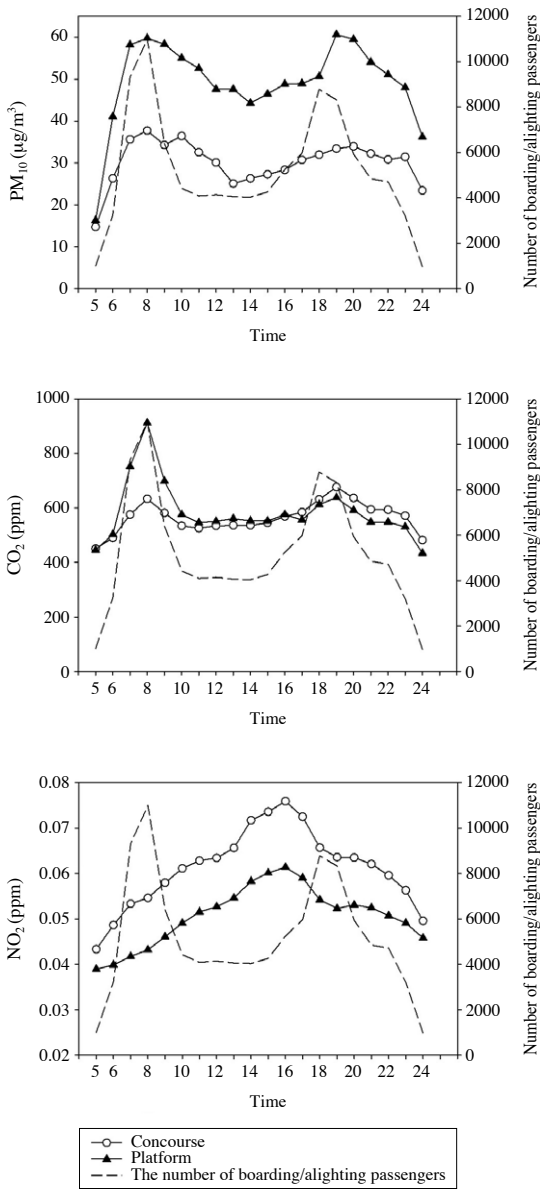 PM10 (µg/m3)
60
50
40
30
20
10
0
12000
10000
8000
6000
4000
2000
0
Number of boarding/alighting passengers
5 6 8 10 12 14 16 18 20 22 24
Time
CO2 (ppm)
1000
800
600
400
200
0
12000
10000
8000
6000
4000
2000
0
Number of boarding/alighting passengers
5 6 8 10 12 14 16 18 20 22 24
Time
NO2 (ppm)
0.08
0.07
0.06
0.05
0.04
0.03
0.02
12000
10000
8000
6000
4000
2000
0
Number of boarding/alighting passengers
5 6 8 10 12 14 16 18 20 22 24
Time
Concourse
Platform
The number of boarding/alighting passengers